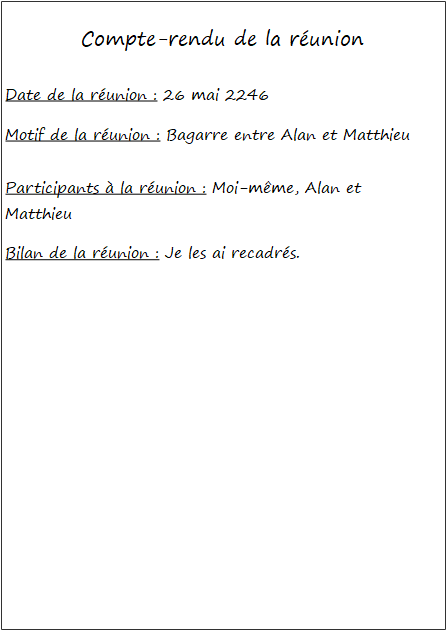 Compte-rendu de la réunion
Date de la réunion : 26 mai 2246
Motif de la réunion : Bagarre entre Alan et Matthieu
Participants à la réunion : Moi-même, Alan et
Matthieu
Bilan de la réunion : Je les ai recadrés.